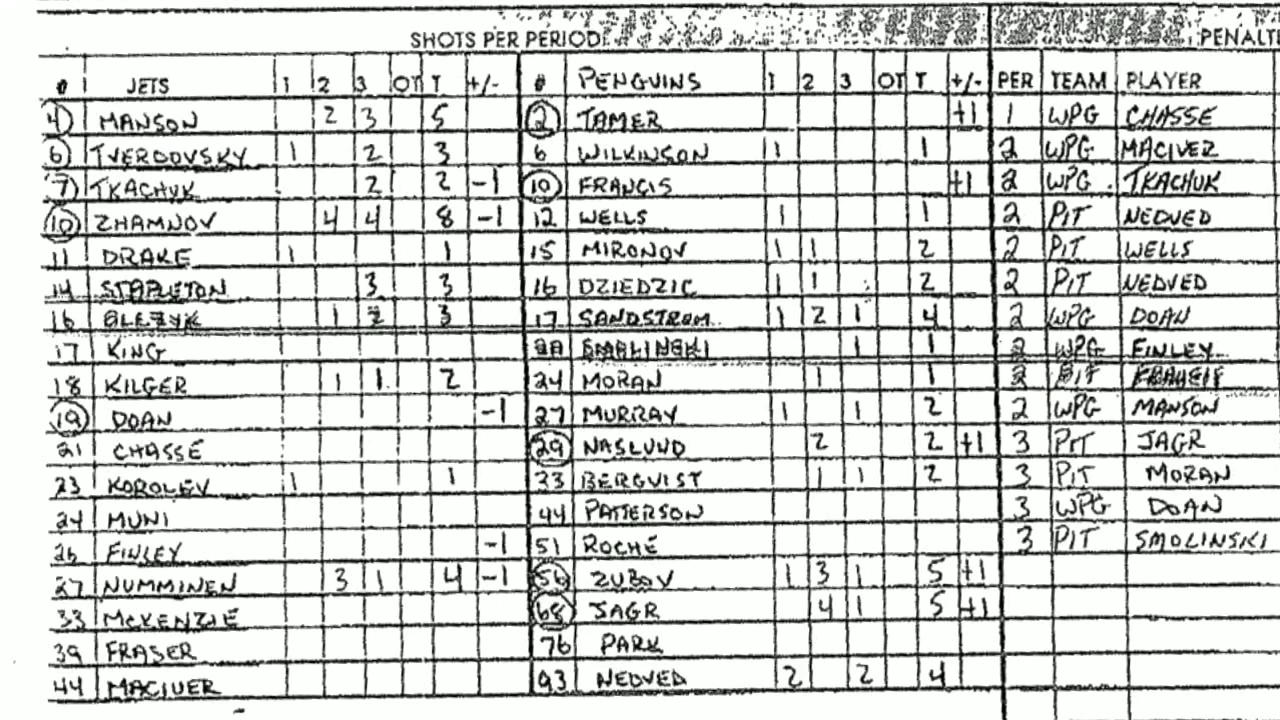 SHOTS PER PERIOD PENALT
# JETS 1 2 3 OT T +/- # PENGUINS 1 2 3 OT T +/- PER TEAM PLAYER
4 MANSON 2 3 5 2 TAMER +1 1 WPG CHASSE
6 TVERDOVSKY 1 2 3 6 WILKINSON 1 1 2 WPG MACIVER
7 TKACHUK 2 2 -1 10 FRANCIS +1 2 WPG TKACHUK
10 ZHAMNOV 4 4 8 -1 12 WELLS 1 1 2 PIT NEDVED
11 DRAKE 1 1 15 MIRONOV 1 1 2 2 PIT WELLS
14 STAPLETON 3 3 16 DZIEDZIC 1 1 2 2 PIT NEDVED
16 OLCZYK 1 2 3 17 SANDSTROM 1 2 1 4 2 WPG DOAN
17 KING SMOLINSKI 1 1 2 WPG FINLEY
18 KILGER 1 1 2 24 MORAN 1 1 2 PIT
19 DOAN -1 27 MURRAY 1 1 2 2 WPG MANSON
21 CHASSE 29 NASLUND 2 2 +1 3 PIT JAGR
23 KOROLEV 1 1 33 BERGVIST 1 1 2 3 PIT MORAN
24 MUNI 44 PATTERSON 3 WPG DOAN
26 FINLEY -1 51 ROCHE 3 PIT SMOLINSKI
27 NUMMINEN 3 1 4 -1 56 ZUBOV 1 3 1 5 +1
33 MCKENZIE 68 JAGR 4 1 5 +1
39 FRASER 76 PARK
44 MACIVER 93 NEDVED 2 2 4